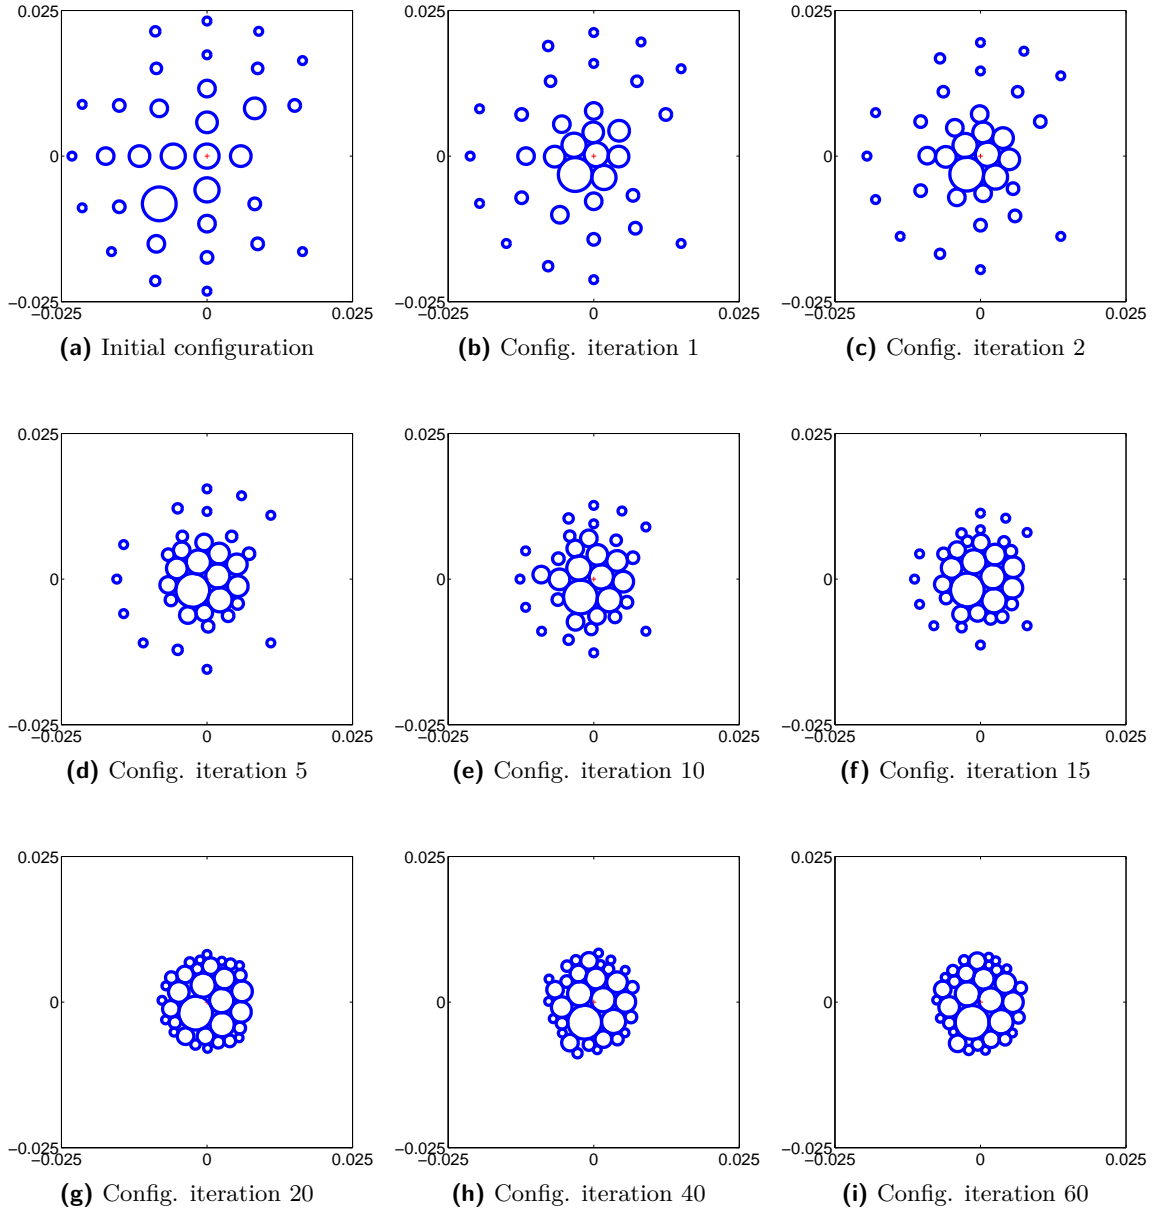 0.025 0.025 0.025
0 0 0
−0.025 −0.025 −0.025
−0.025 0 0.025 −0.025 0 0.025 −0.025 0 0.025
(a) Initial configuration (b) Config. iteration 1 (c) Config. iteration 2
0.025 0.025 0.025
0 0 0
−0.025 −0.025 −0.025
−0.025 0 0.025 −0.025 0 0.025 −0.025 0 0.025
(d) Config. iteration 5 (e) Config. iteration 10 (f) Config. iteration 15
0.025 0.025 0.025
0 0 0
−0.025 −0.025 −0.025
−0.025 0 0.025 −0.025 0 0.025 −0.025 0 0.025
(g) Config. iteration 20 (h) Config. iteration 40 (i) Config. iteration 60